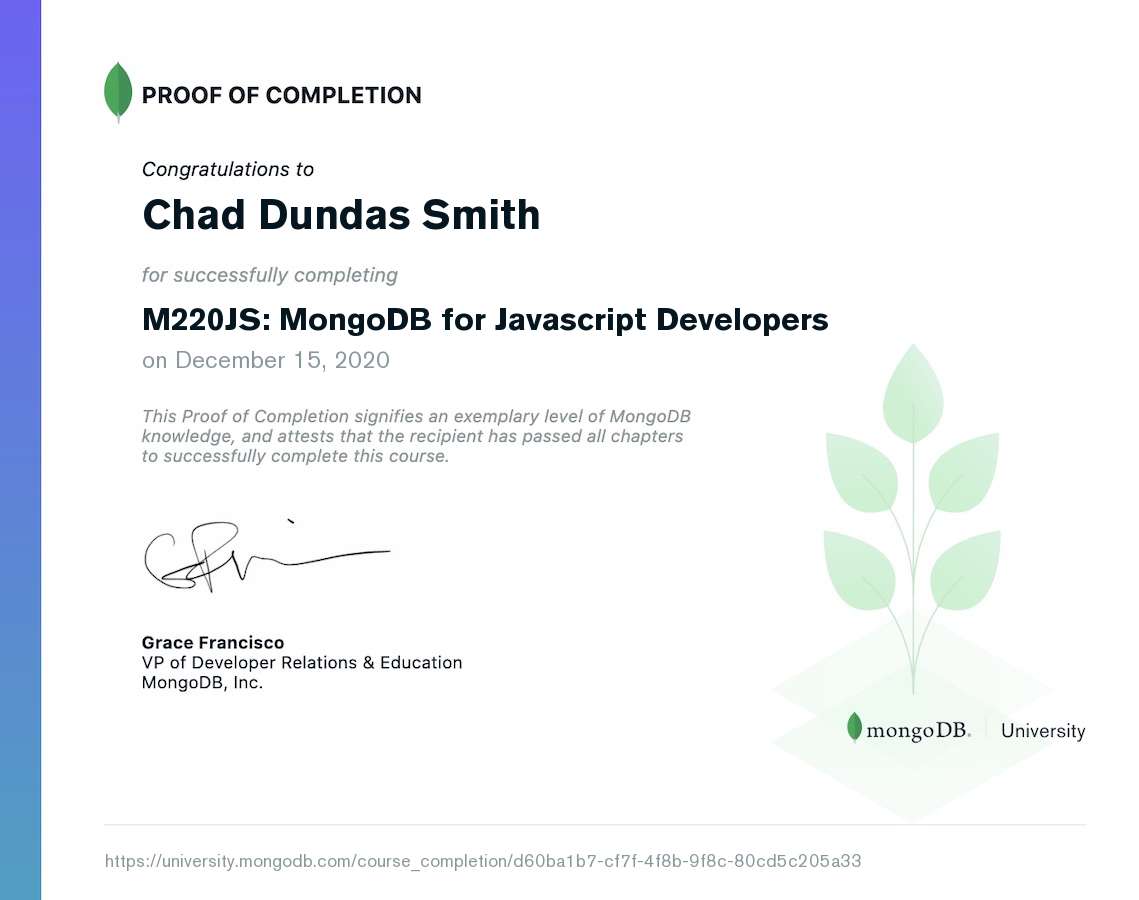 PROOF OF COMPLETION
Congratulations to
Chad Dundas Smith
for successfully completing
M220JS: MongoDB for Javascript Developers
on December 15, 2020
This Proof of Completion signifies an exemplary level of MongoDB
knowledge, and attests that the recipient has passed all chapters
to successfully complete this course.
Grace Francisco
VP of Developer Relations & Education
MongoDB, Inc.
mongoDB. University
https://university.mongodb.com/course_completion/d60ba1b7-cf7f-4f8b-9f8c-80cd5c205a33